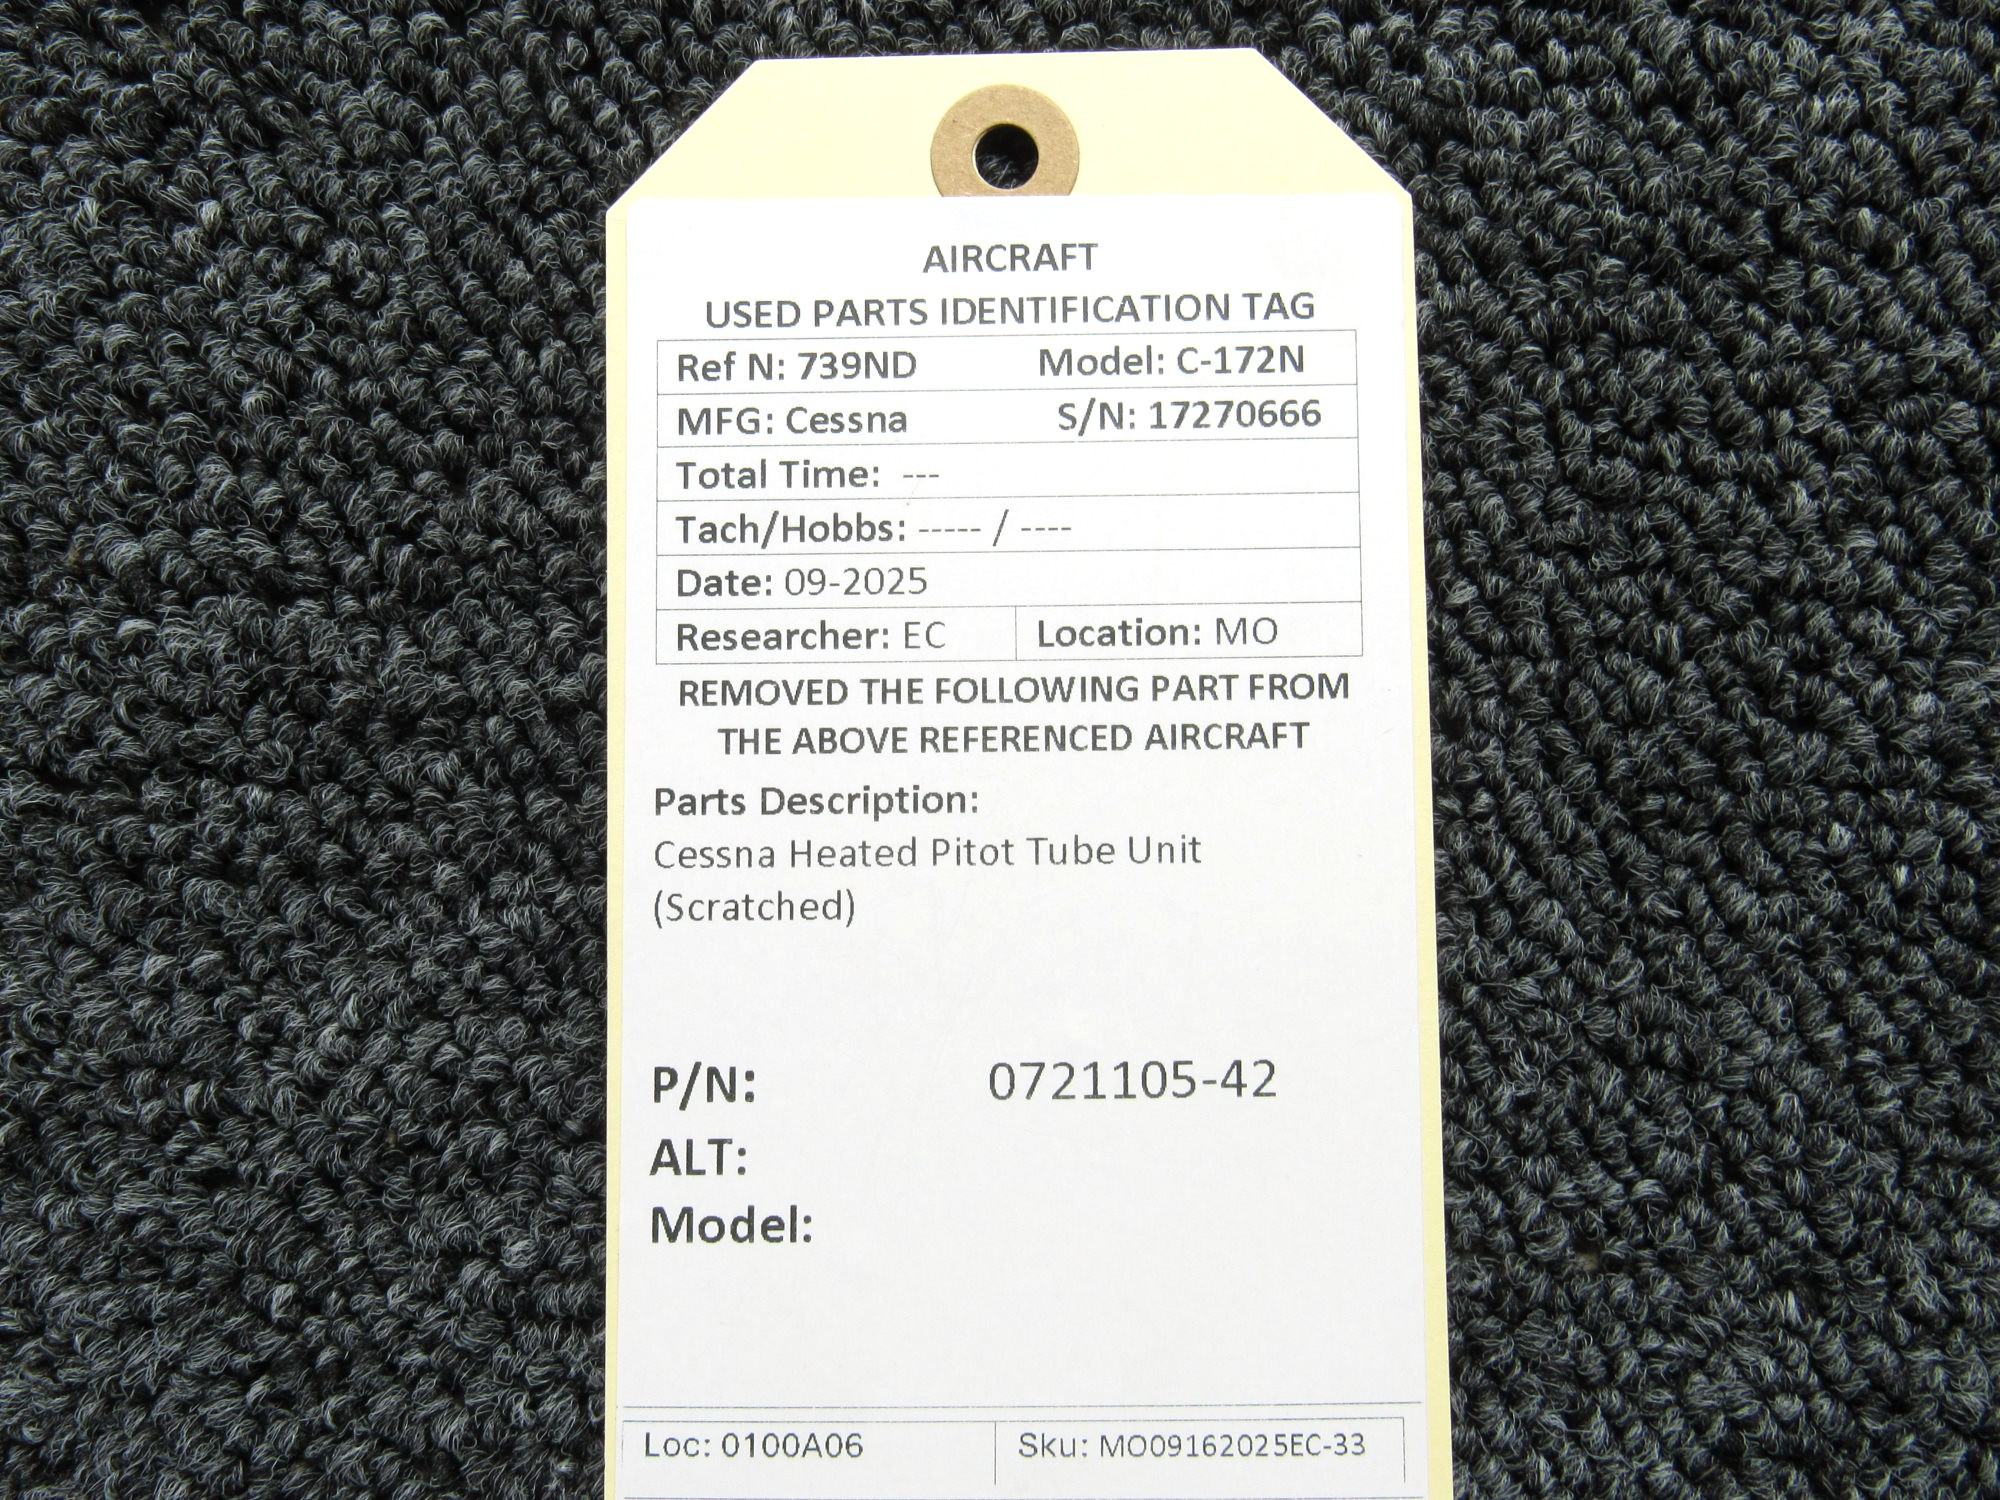 AIRCRAFT
USED PARTS IDENTIFICATION TAG
Ref N: 739ND Model: C-172N
MFG: Cessna S/N: 17270666
Total Time: ---
Tach/Hobbs: ----- / ----
Date: 09-2025
Researcher: EC Location: MO
REMOVED THE FOLLOWING PART FROM
THE ABOVE REFERENCED AIRCRAFT
Parts Description:
Cessna Heated Pitot Tube Unit
(Scratched)
P/N: 0721105-42
ALT:
Model:
Loc: 0100A06 Sku: MO09162025EC-33